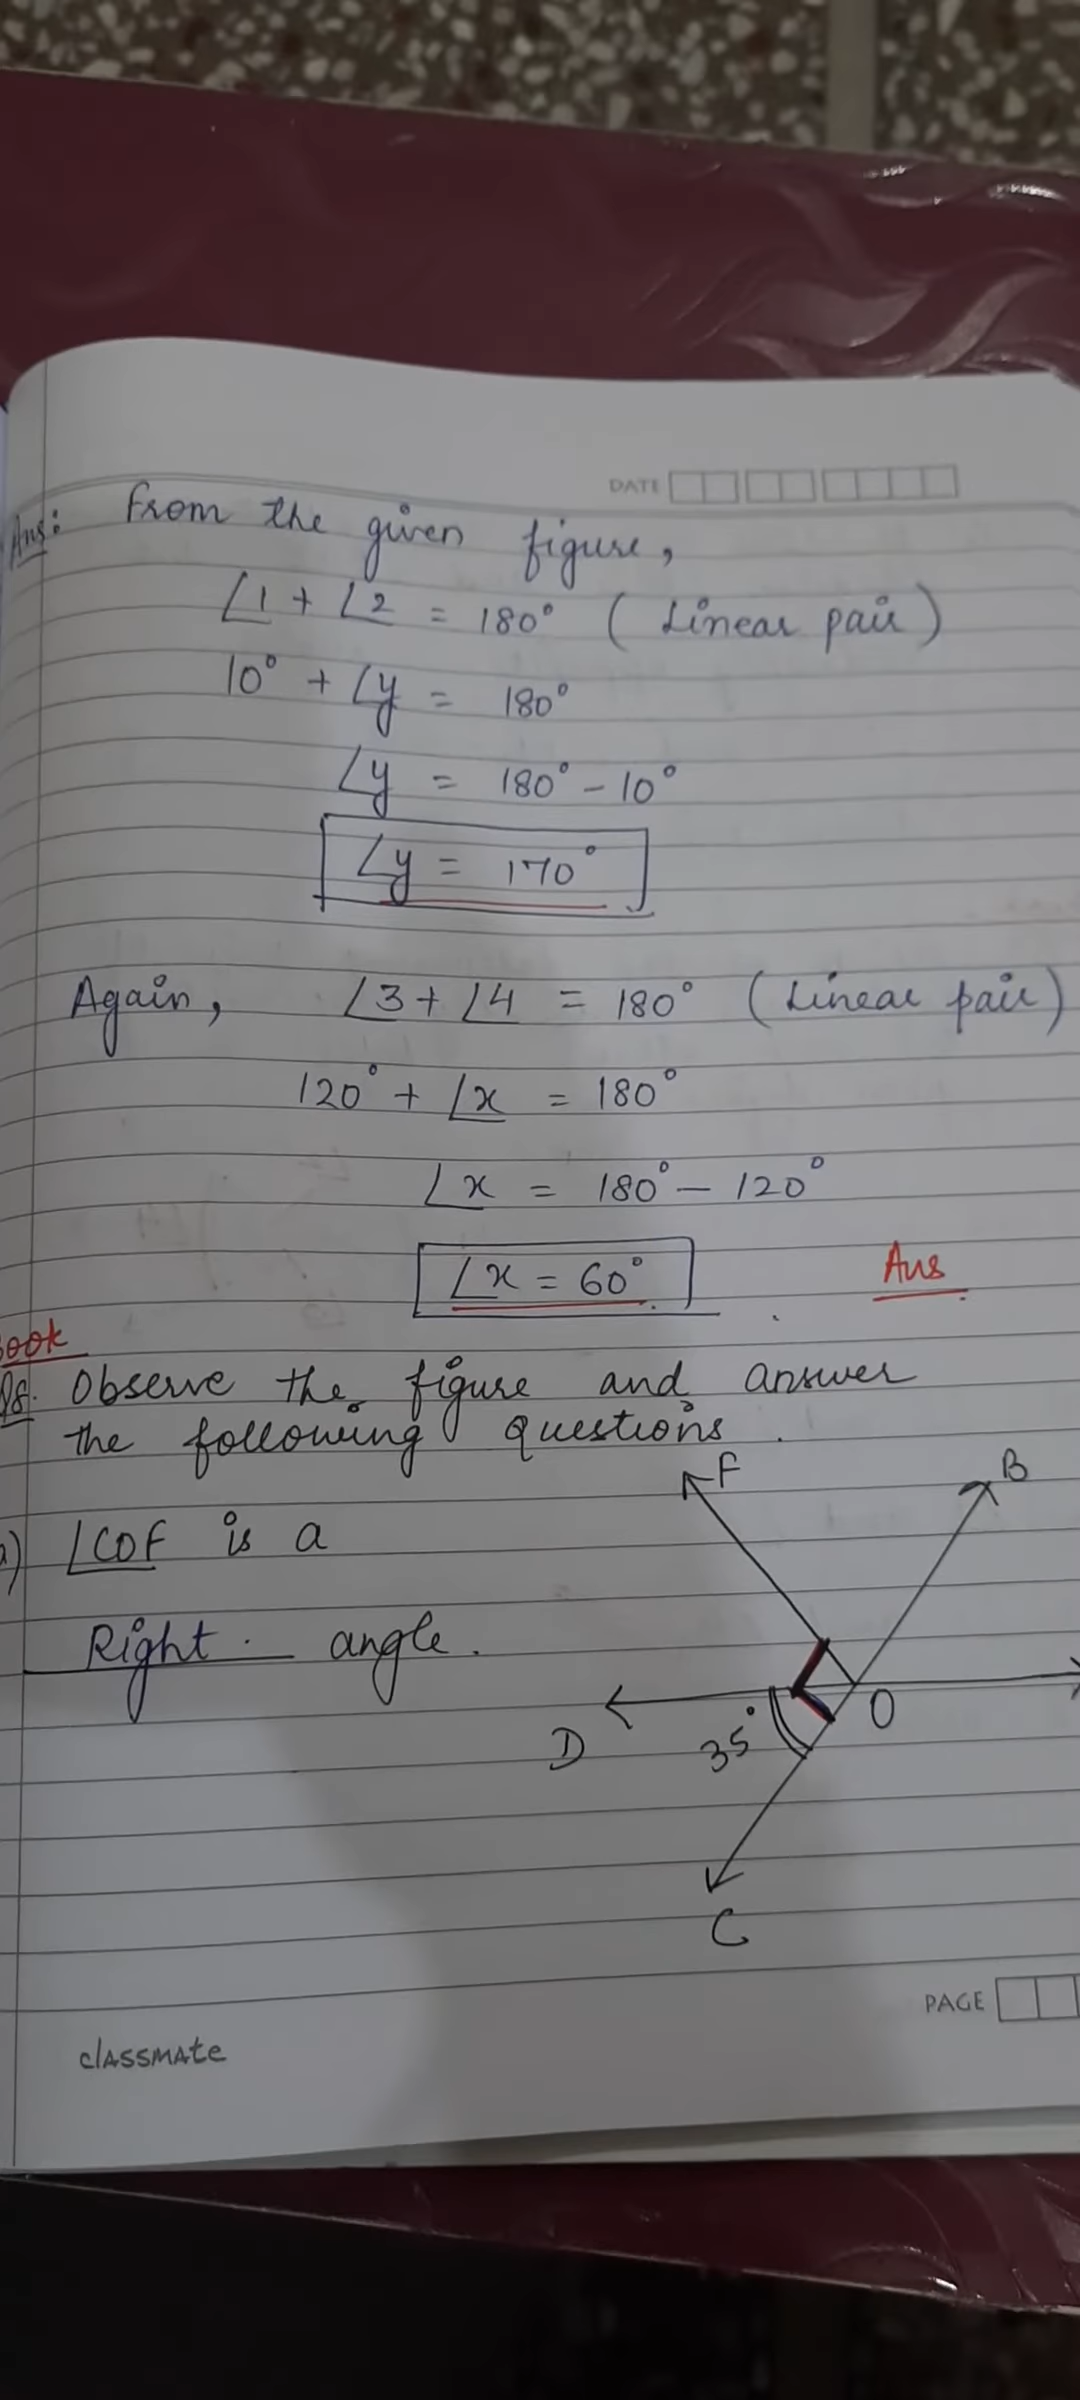 DATE
Ans: From the given figure,
∠1 + ∠2 = 180° (Linear pair)
10° + ∠y = 180°
∠y = 180° - 10°
∠y = 170°
Again, ∠3 + ∠4 = 180° (Linear pair)
120° + ∠x = 180°
∠x = 180° - 120°
∠x = 60°
Ans
ook
Q8. Observe the figure and answer
the following questions.
F
B
a) ∠COF is a
Right angle.
D
35°
O
C
PAGE
classmate